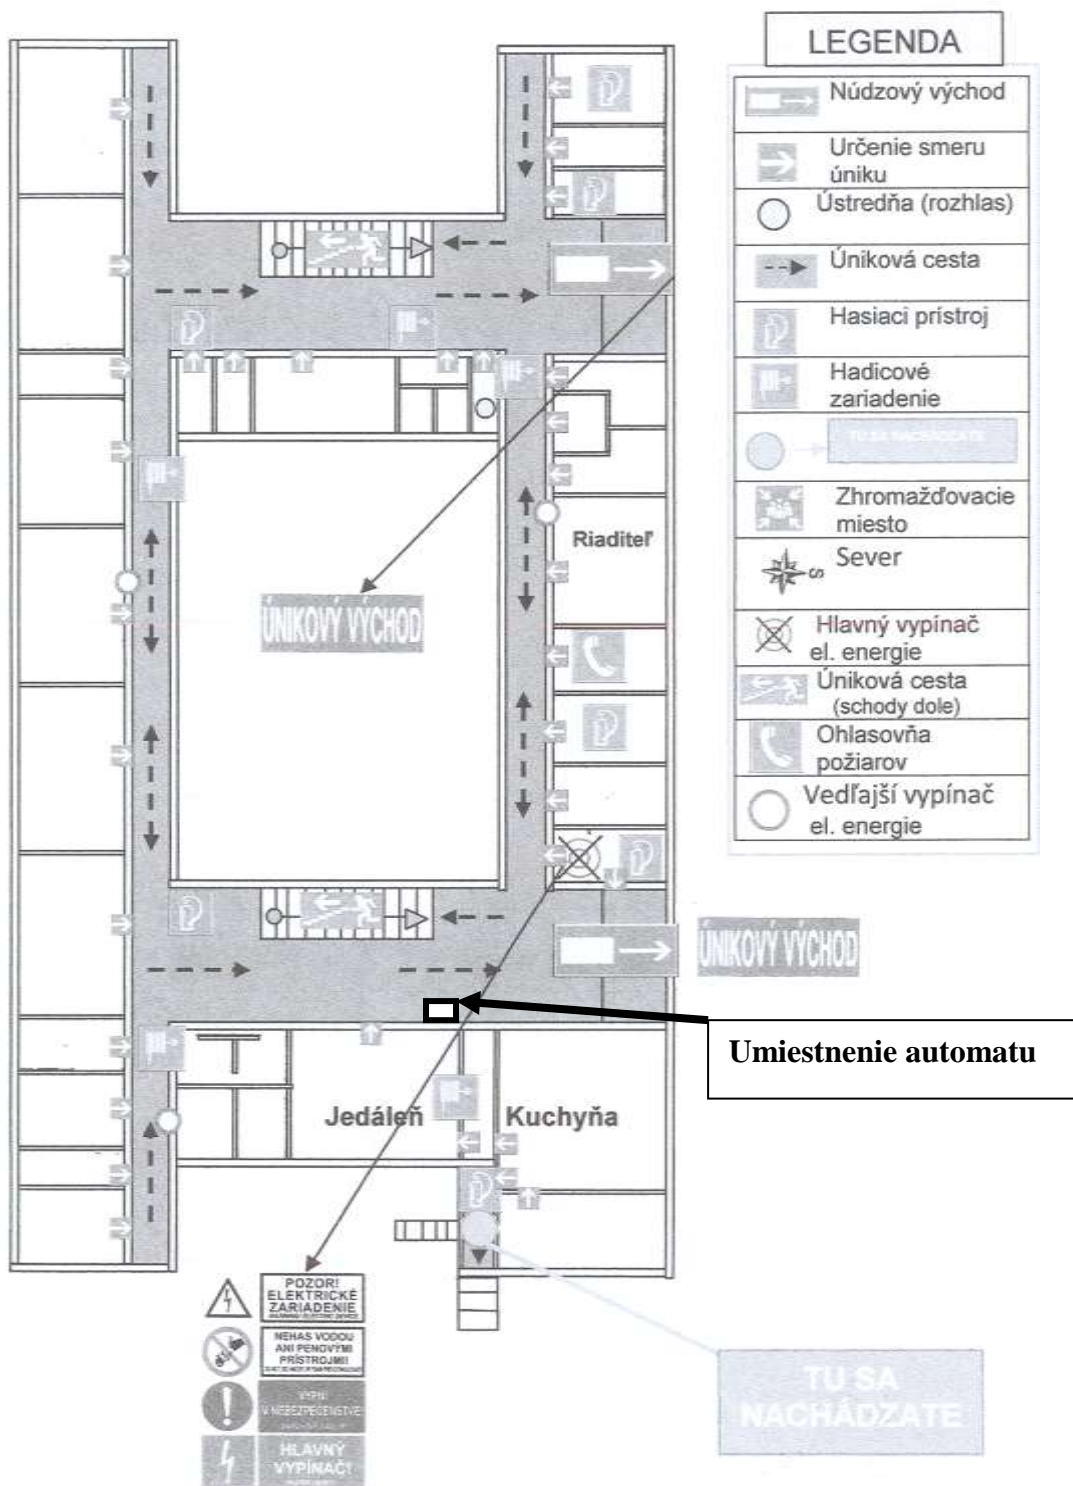 LEGENDA
Núdzový východ
Určenie smeru
úniku
Ústredňa (rozhlas)
Úniková cesta
Hasiaci prístroj
Hadicové
zariadenie
TU SA NACHÁDZATE
Zhromažďovacie
miesto
S
Sever
Hlavný vypínač
el. energie
Úniková cesta
(schody dole)
Ohlasovňa
požiarov
Vedľajší vypínač
el. energie
Riaditeľ
ÚNIKOVÝ VÝCHOD
ÚNIKOVÝ VÝCHOD
Umiestnenie automatu
Jedáleň
Kuchyňa
POZOR!
ELEKTRICKÉ
ZARIADENIE
NEHAS VODOU
ANI PENOVÝMI
PRÍSTROJMI!
VYPNI
V NEBEZPEČENSTVE
HLAVNÝ
VYPÍNAČ!
TU SA
NACHÁDZATE